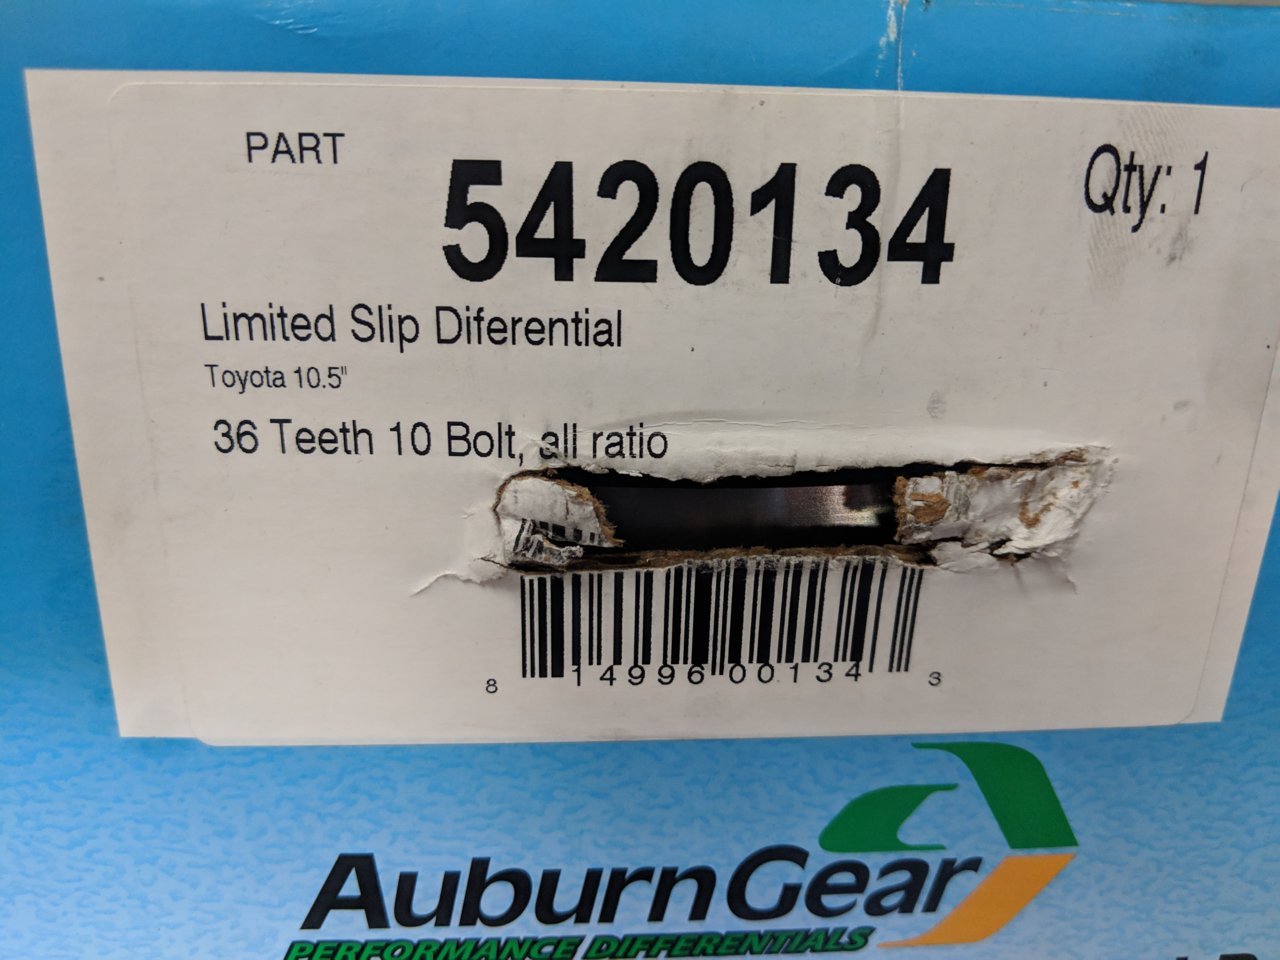 PART
5420134
Qty: 1
Limited Slip Diferential
Toyota 10.5"
36 Teeth 10 Bolt, all ratio
8 14996 00134 3
AuburnGear
PERFORMANCE DIFFERENTIALS